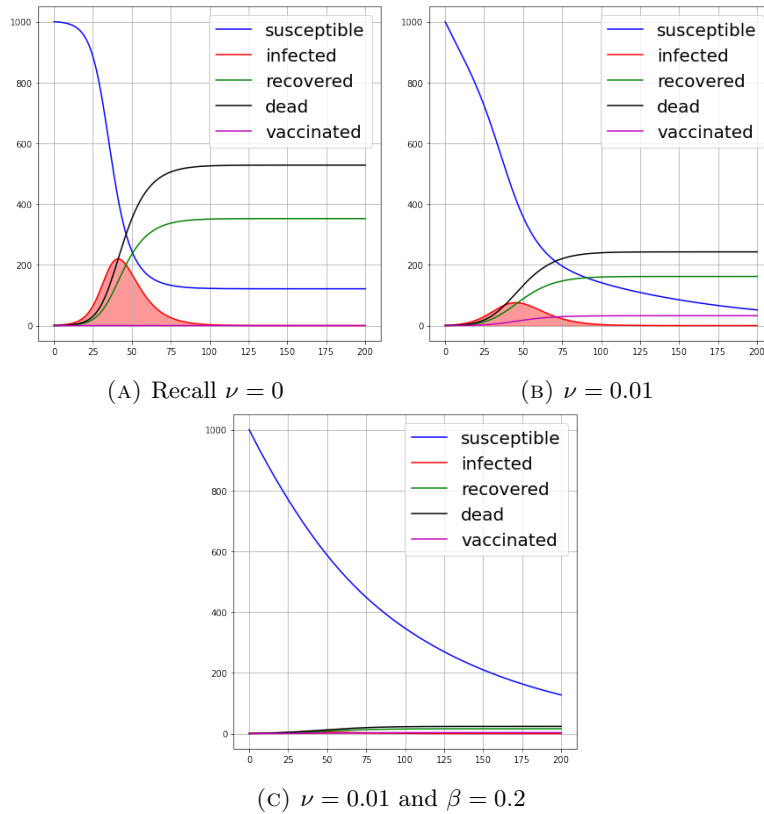 susceptible
infected
recovered
dead
vaccinated
1000
800
600
400
200
0
0 25 50 75 100 125 150 175 200
(A) Recall ν = 0
susceptible
infected
recovered
dead
vaccinated
1000
800
600
400
200
0
0 25 50 75 100 125 150 175 200
(B) ν = 0.01
susceptible
infected
recovered
dead
vaccinated
1000
800
600
400
200
0
0 25 50 75 100 125 150 175 200
(C) ν = 0.01 and β = 0.2